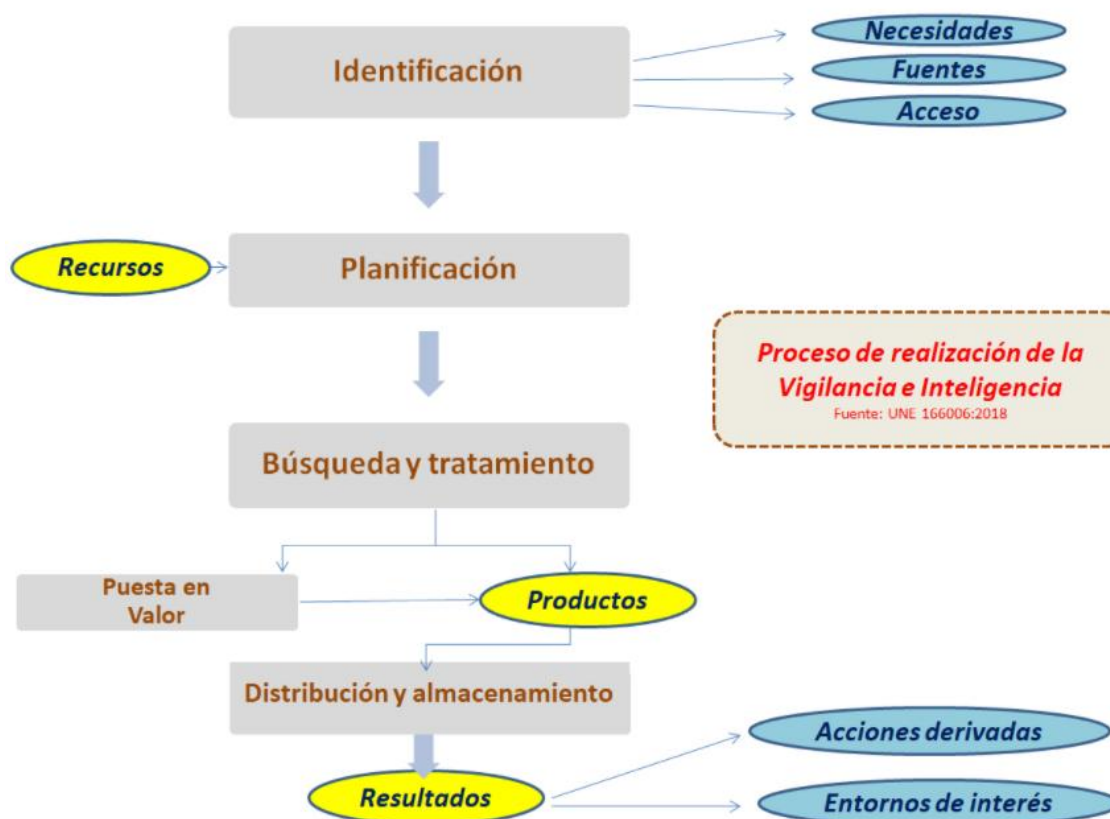 Identificación
Necesidades
Fuentes
Acceso
Recursos
Planificación
Proceso de realización de la
Vigilancia e Inteligencia
Fuente: UNE 166006:2018
Búsqueda y tratamiento
Puesta en
Valor
Productos
Distribución y almacenamiento
Resultados
Acciones derivadas
Entornos de interés